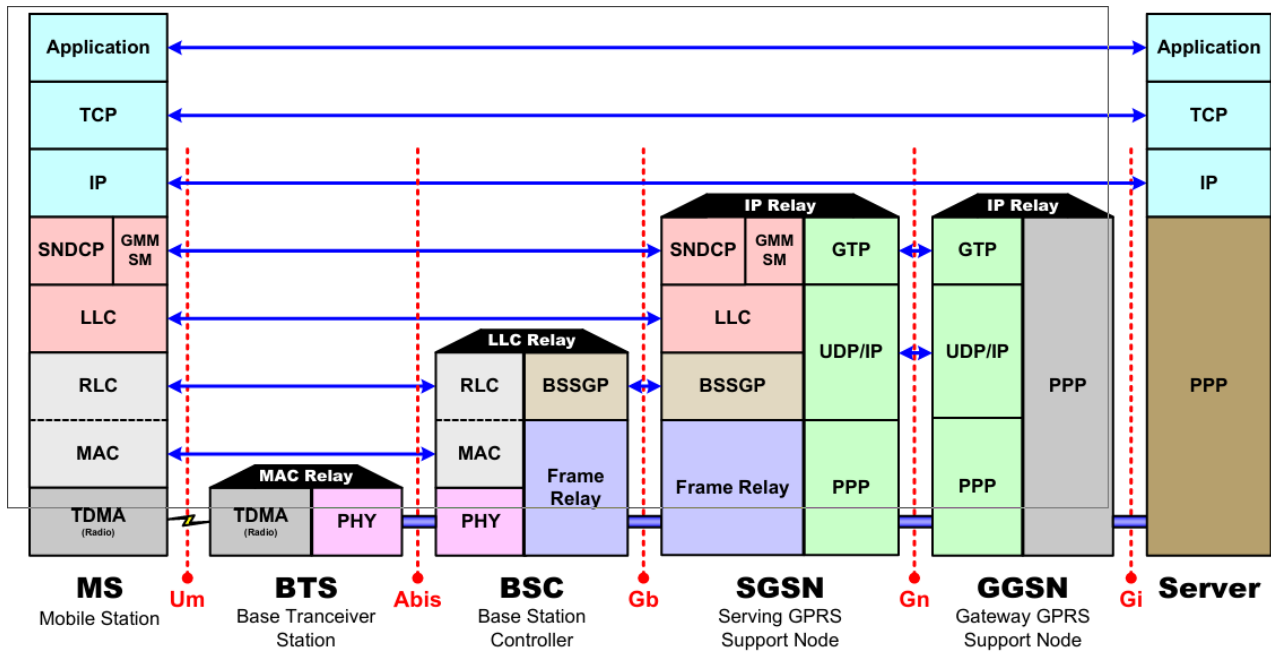 Application
Application
TCP
TCP
IP
IP
IP Relay
IP Relay
SNDCP
GMM
SM
SNDCP
GMM
SM
GTP
GTP
LLC
LLC
LLC Relay
UDP/IP
UDP/IP
RLC
RLC
BSSGP
BSSGP
PPP
PPP
MAC
MAC
MAC Relay
Frame
Relay
Frame Relay
PPP
PPP
TDMA
(Radio)
TDMA
(Radio)
PHY
PHY
MS
Mobile Station
Um
BTS
Base Tranceiver
Station
Abis
BSC
Base Station
Controller
Gb
SGSN
Serving GPRS
Support Node
Gn
GGSN
Gateway GPRS
Support Node
Gi
Server